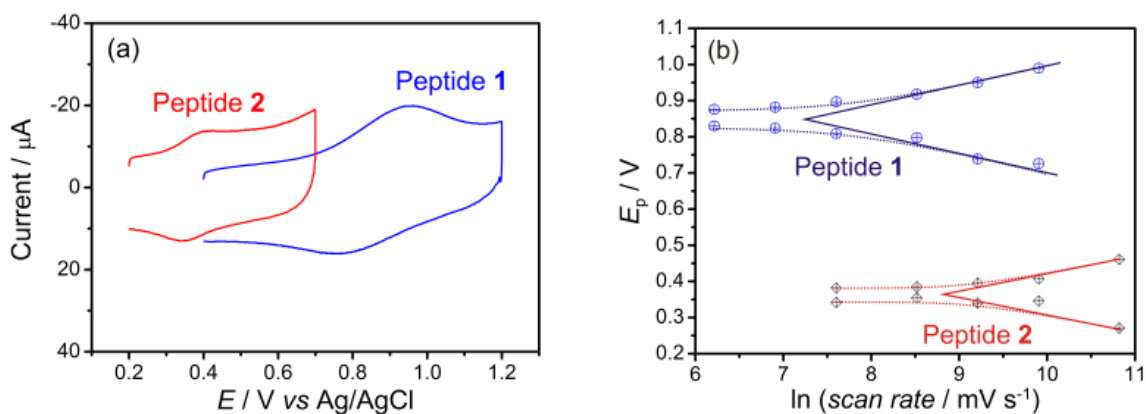 (a)
Peptide 2
Peptide 1
-40
-20
0
20
40
Current / μA
0.2
0.4
0.6
0.8
1.0
1.2
E / V vs Ag/AgCl
(b)
1.1
1.0
0.9
0.8
0.7
0.6
0.5
0.4
0.3
0.2
Ep / V
Peptide 1
Peptide 2
6
7
8
9
10
11
ln (scan rate / mV s-1)